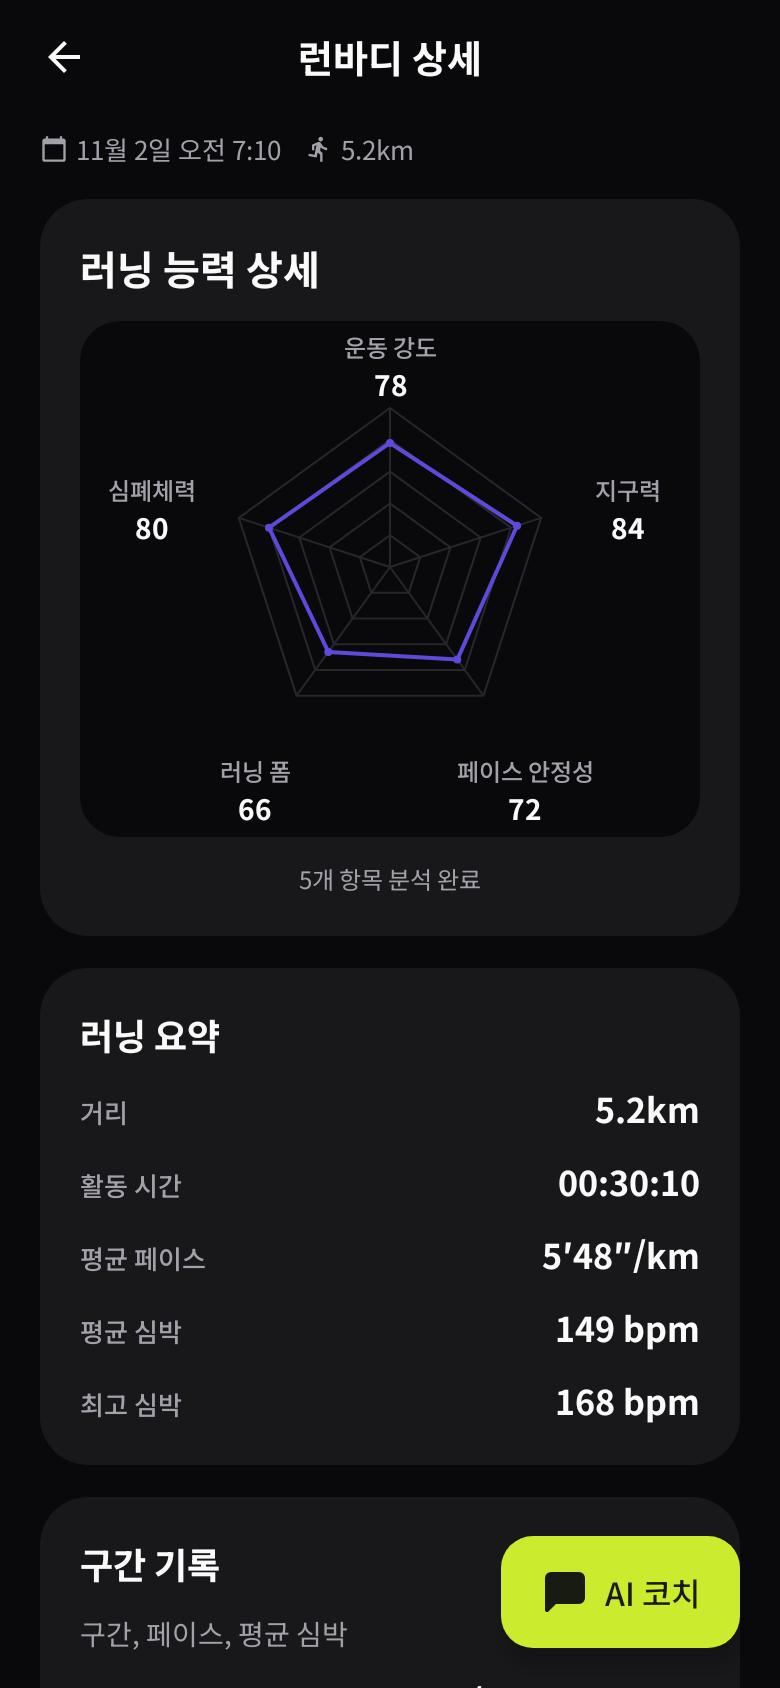 런바디 상세
11월 2일 오전 7:10 5.2km
러닝 능력 상세
운동 강도
78
심폐체력
80
지구력
84
러닝 폼
66
페이스 안정성
72
5개 항목 분석 완료
러닝 요약
거리 5.2km
활동 시간 00:30:10
평균 페이스 5′48″/km
평균 심박 149 bpm
최고 심박 168 bpm
구간 기록
구간, 페이스, 평균 심박
AI 코치